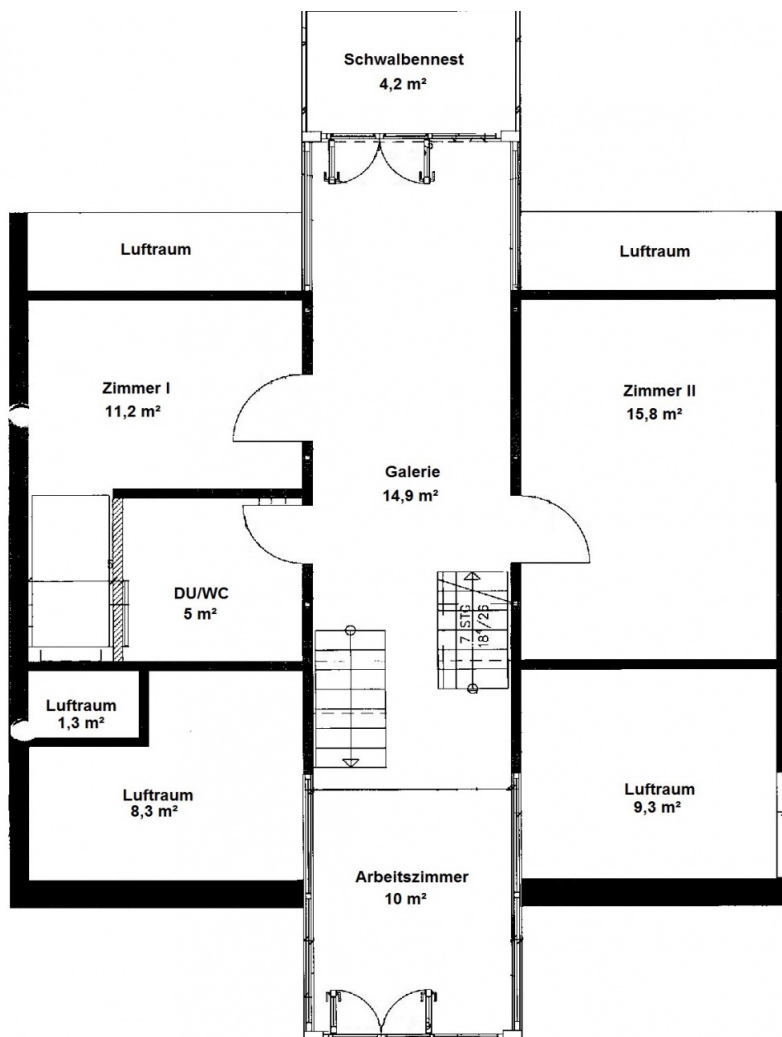 Schwalbennest
4,2 m²
Luftraum
Luftraum
Zimmer I
11,2 m²
Zimmer II
15,8 m²
Galerie
14,9 m²
DU/WC
5 m²
7 STG
Luftraum
1,3 m²
Luftraum
8,3 m²
Luftraum
9,3 m²
Arbeitszimmer
10 m²